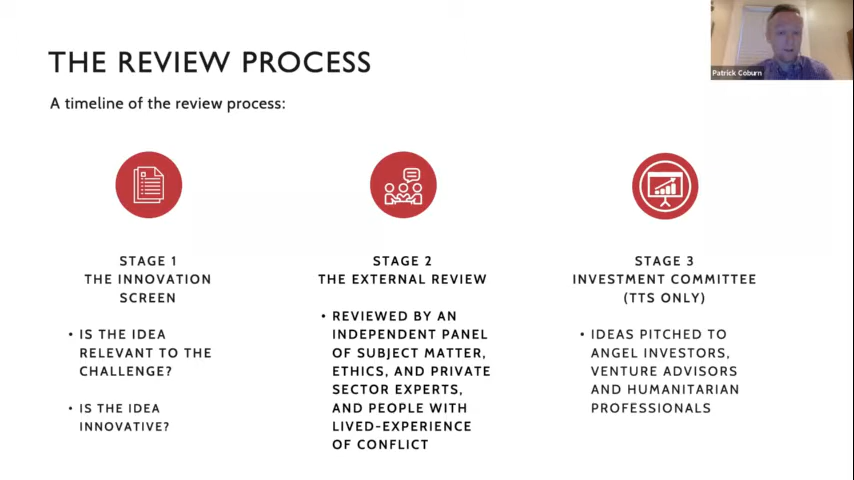 THE REVIEW PROCESS
Patrick Coburn
A timeline of the review process:
STAGE 1
THE INNOVATION
SCREEN
• IS THE IDEA
RELEVANT TO THE
CHALLENGE?
• IS THE IDEA
INNOVATIVE?
STAGE 2
THE EXTERNAL REVIEW
• REVIEWED BY AN
INDEPENDENT PANEL
OF SUBJECT MATTER,
ETHICS, AND PRIVATE
SECTOR EXPERTS,
AND PEOPLE WITH
LIVED-EXPERIENCE
OF CONFLICT
STAGE 3
INVESTMENT COMMITTEE
(TTS ONLY)
• IDEAS PITCHED TO
ANGEL INVESTORS,
VENTURE ADVISORS
AND HUMANITARIAN
PROFESSIONALS